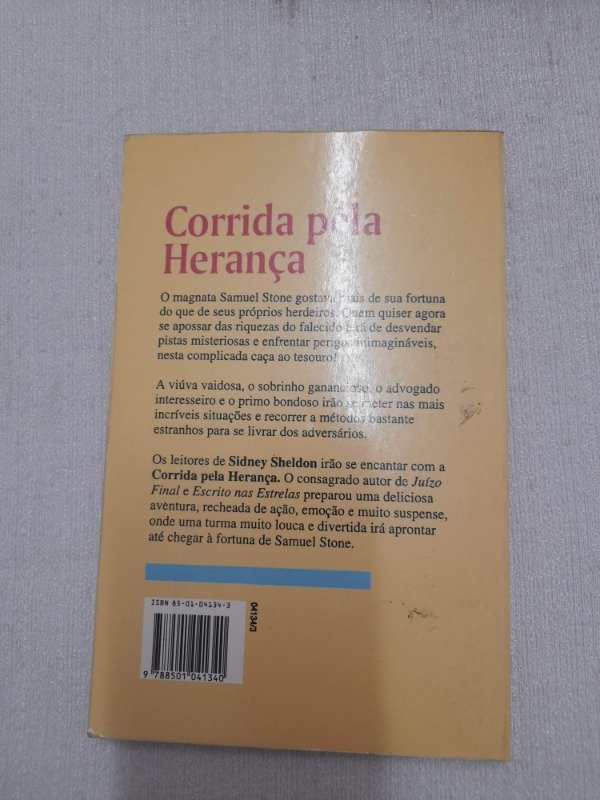 Corrida pela
Herança
O magnata Samuel Stone gostava mais de sua fortuna
do que de seus próprios herdeiros. Quem quiser agora
se apossar das riquezas do falecido terá de desvendar
pistas misteriosas e enfrentar perigos inimagináveis,
nesta complicada caça ao tesouro!
A viúva vaidosa, o sobrinho ganancioso, o advogado
interesseiro e o primo bondoso irão se meter nas mais
incríveis situações e recorrer a métodos bastante
estranhos para se livrar dos adversários.
Os leitores de Sidney Sheldon irão se encantar com a
Corrida pela Herança. O consagrado autor de Juízo
Final e Escrito nas Estrelas preparou uma deliciosa
aventura, recheada de ação, emoção e muito suspense,
onde uma turma muito louca e divertida irá aprontar
até chegar à fortuna de Samuel Stone.
ISBN 85-01-04134-3
04134/3
9 788501 041340